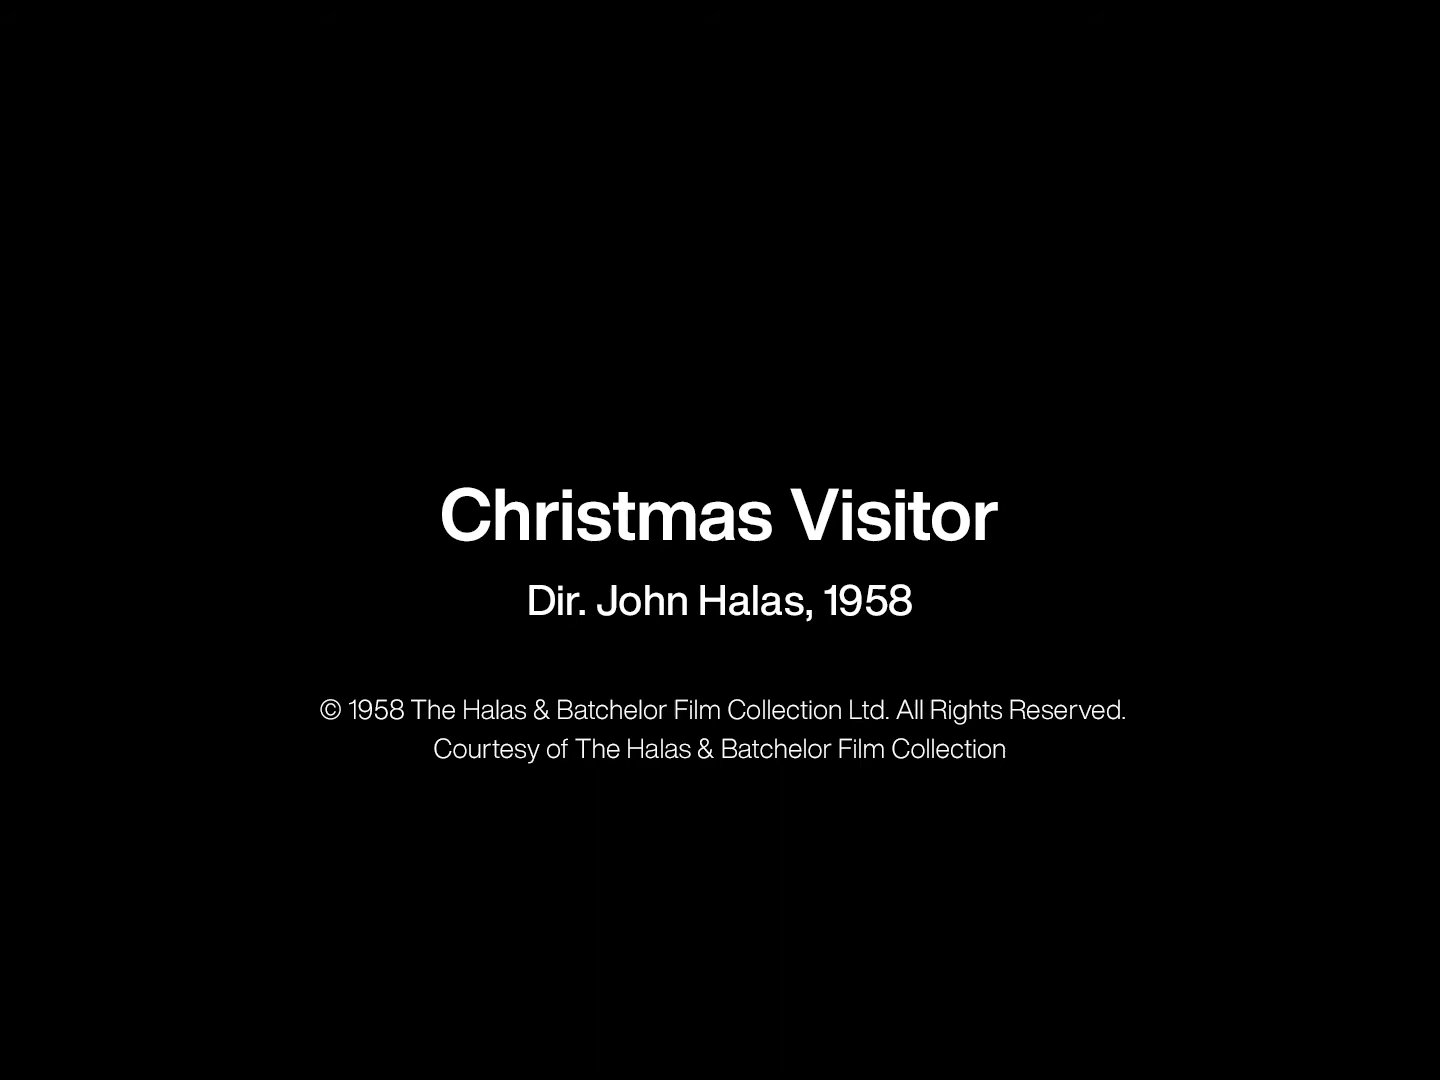 Christmas Visitor
Dir. John Halas, 1958
© 1958 The Halas & Batchelor Film Collection Ltd. All Rights Reserved.
Courtesy of The Halas & Batchelor Film Collection